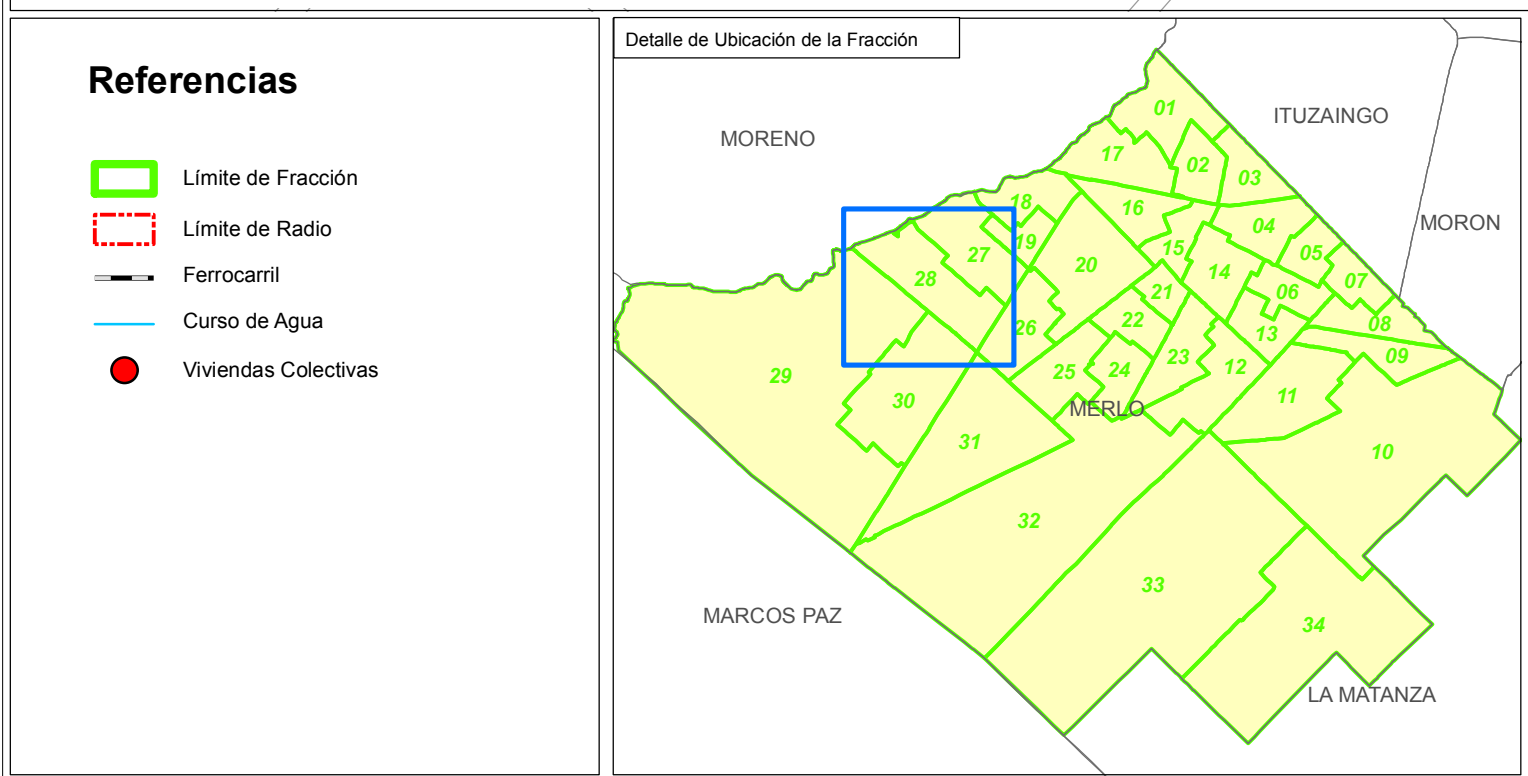 Referencias
Límite de Fracción
Límite de Radio
Ferrocarril
Curso de Agua
Viviendas Colectivas
Detalle de Ubicación de la Fracción
MORENO
ITUZAINGO
MORON
MERLO
MARCOS PAZ
LA MATANZA
01
17
02
03
18
16
04
19
27
15
05
20
14
28
07
06
21
26
22
08
13
23
09
29
25
24
12
30
11
31
10
32
33
34